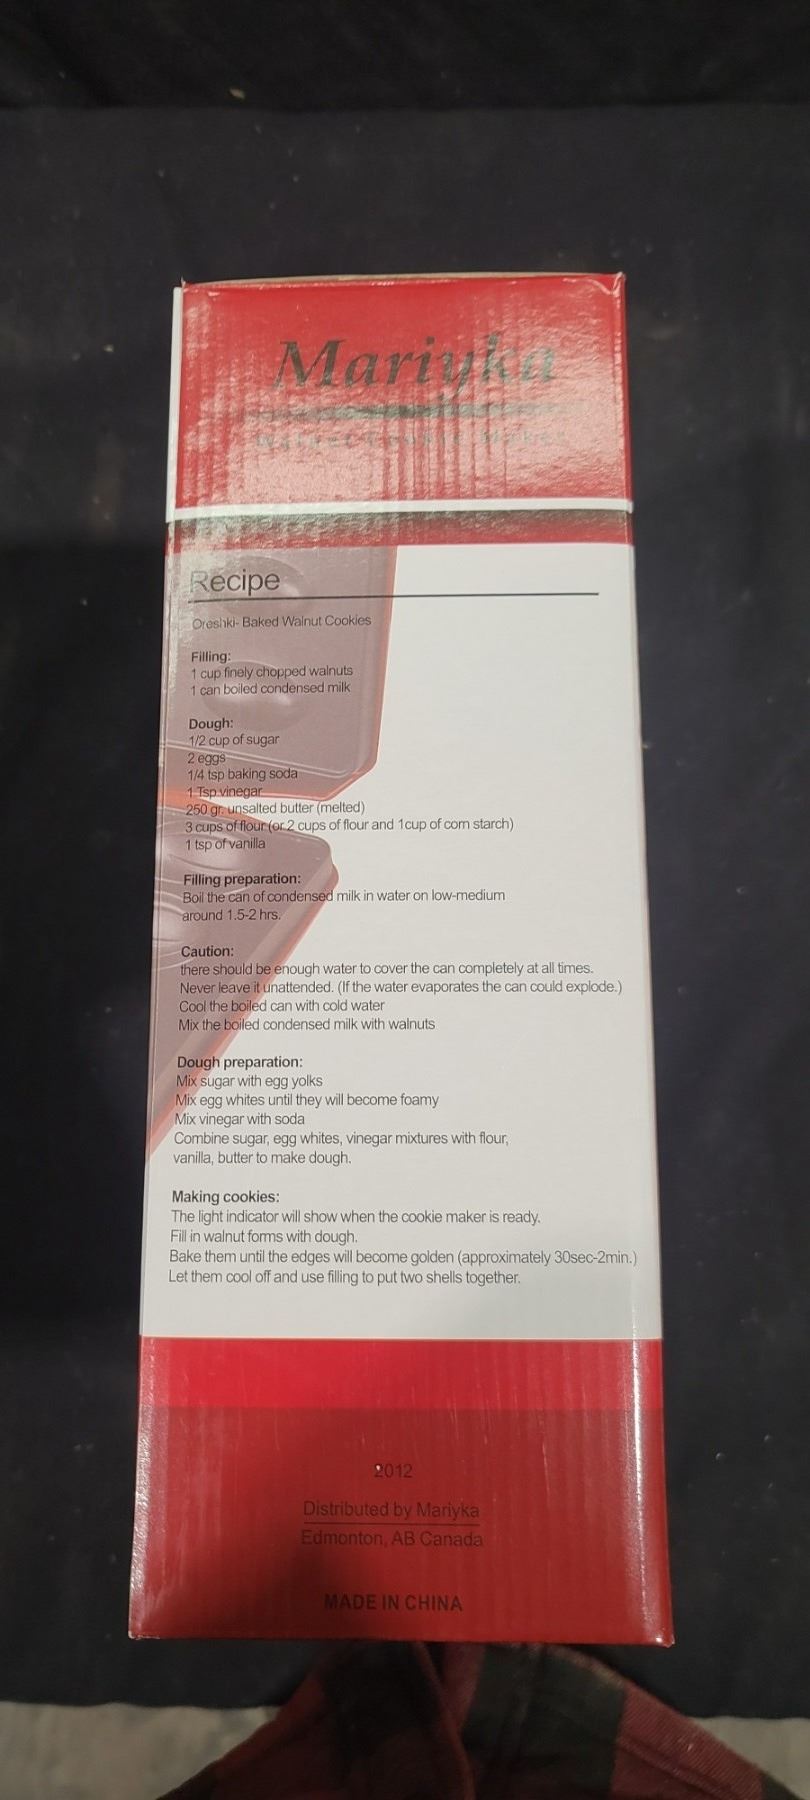 Mariyka
Walnut Cookie Maker
Recipe
Oreshki- Baked Walnut Cookies
Filling:
1 cup finely chopped walnuts
1 can boiled condensed milk
Dough:
1/2 cup of sugar
2 eggs
1/4 tsp baking soda
1 Tsp vinegar
250 gr. unsalted butter (melted)
3 cups of flour (or 2 cups of flour and 1cup of corn starch)
1 tsp of vanilla
Filling preparation:
Boil the can of condensed milk in water on low-medium
around 1.5-2 hrs.
Caution:
there should be enough water to cover the can completely at all times.
Never leave it unattended. (If the water evaporates the can could explode.)
Cool the boiled can with cold water
Mix the boiled condensed milk with walnuts
Dough preparation:
Mix sugar with egg yolks
Mix egg whites until they will become foamy
Mix vinegar with soda
Combine sugar, egg whites, vinegar mixtures with flour,
vanilla, butter to make dough.
Making cookies:
The light indicator will show when the cookie maker is ready.
Fill in walnut forms with dough.
Bake them until the edges will become golden (approximately 30sec-2min.)
Let them cool off and use filling to put two shells together.
2012
Distributed by Mariyka
Edmonton, AB Canada
MADE IN CHINA